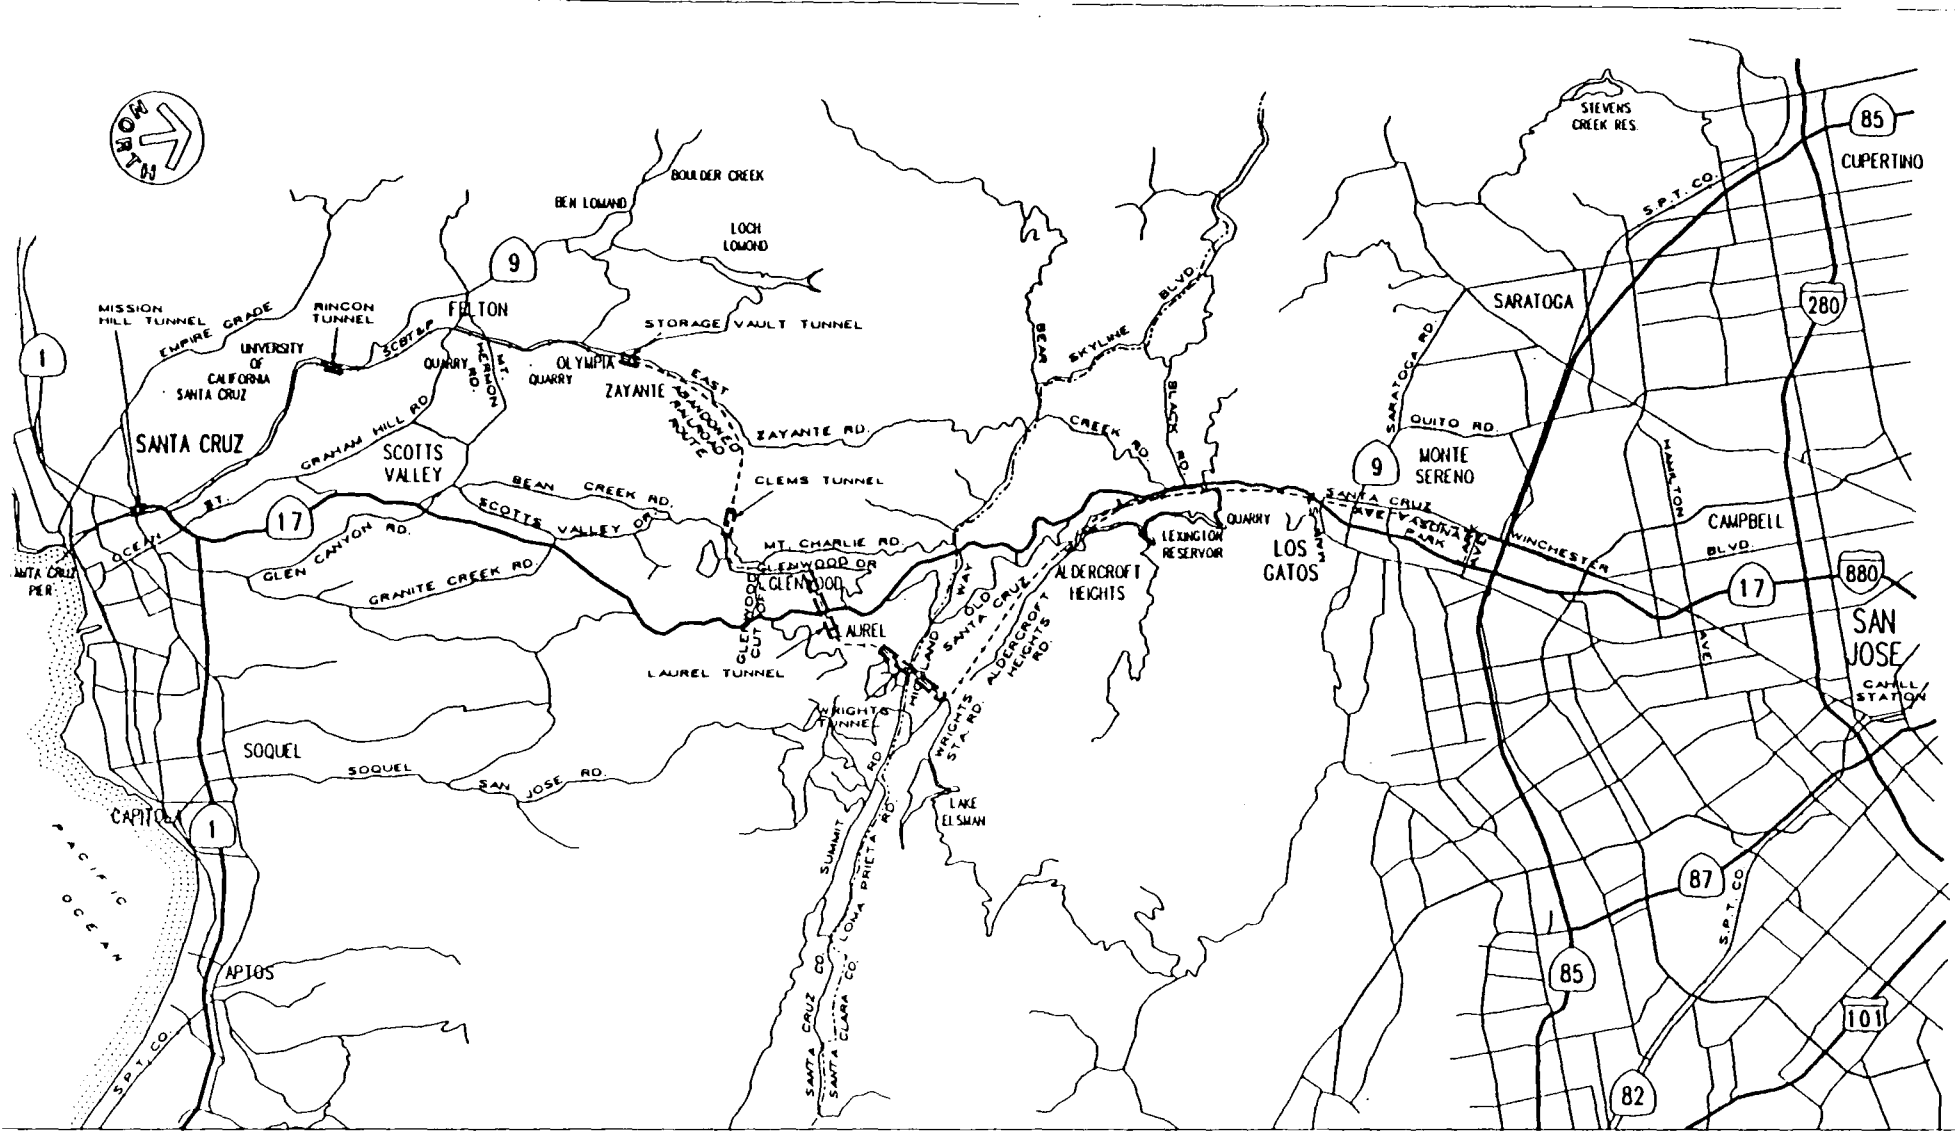 NORTH
STEVENS
CREEK RES.
85
CUPERTINO
S.P.T. CO.
BOULDER CREEK
BEN LOMAND
LOCH
LOMOND
9
BLVD.
SKYLINE
280
SARATOGA
MISSION
HILL TUNNEL
EMPIRE GRADE
RINCON
TUNNEL
SCBT&P
FELTON
STORAGE VAULT TUNNEL
1
UNIVERSITY
OF
CALIFORNIA
SANTA CRUZ
QUARRY
MT.
HERMON
RD.
OLYMPIA
QUARRY
ZAYANTE
EAST
ZAYANTE RD.
ABANDONED
RAILROAD
ROUTE
BEAR
CREEK RD.
BLACK
RD.
SARATOGA RD.
QUITO RD.
SANTA CRUZ
GRAHAM HILL RD.
SCOTTS
VALLEY
9
MONTE
SERENO
HAMILTON
AVE.
BEAN CREEK RD.
CLEMS TUNNEL
SCOTTS VALLEY DR.
17
OCEAN
ST.
GLEN CANYON RD.
GRANITE CREEK RD.
MT. CHARLIE RD.
GLENWOOD DR
GLENWOOD
GLENWOOD
CUT OFF
QUARRY
LEXINGTON
RESERVOIR
LOS
GATOS
SANTA CRUZ
AVE.
VASONA
PARK
WINCHESTER
BLVD.
CAMPBELL
17
880
SAN
JOSE
CAHILL
STATION
SANTA CRUZ
PIER
ALDERCROFT
HEIGHTS
OLD
SANTA CRUZ
ALDERCROFT
HEIGHTS
RD.
LAUREL
LAUREL TUNNEL
HIGHLAND
WAY
WRIGHTS
TUNNEL
WRIGHTS
STA. RD.
SOQUEL
SOQUEL
SAN JOSE RD.
CAPITOLA
1
LAKE
ELSMAN
SUMMIT
RD.
LOMA PRIETA
RD.
87
S.P.T. CO
PACIFIC
OCEAN
APTOS
S.P.T. CO.
SANTA CRUZ CO.
SANTA CLARA CO.
85
101
82